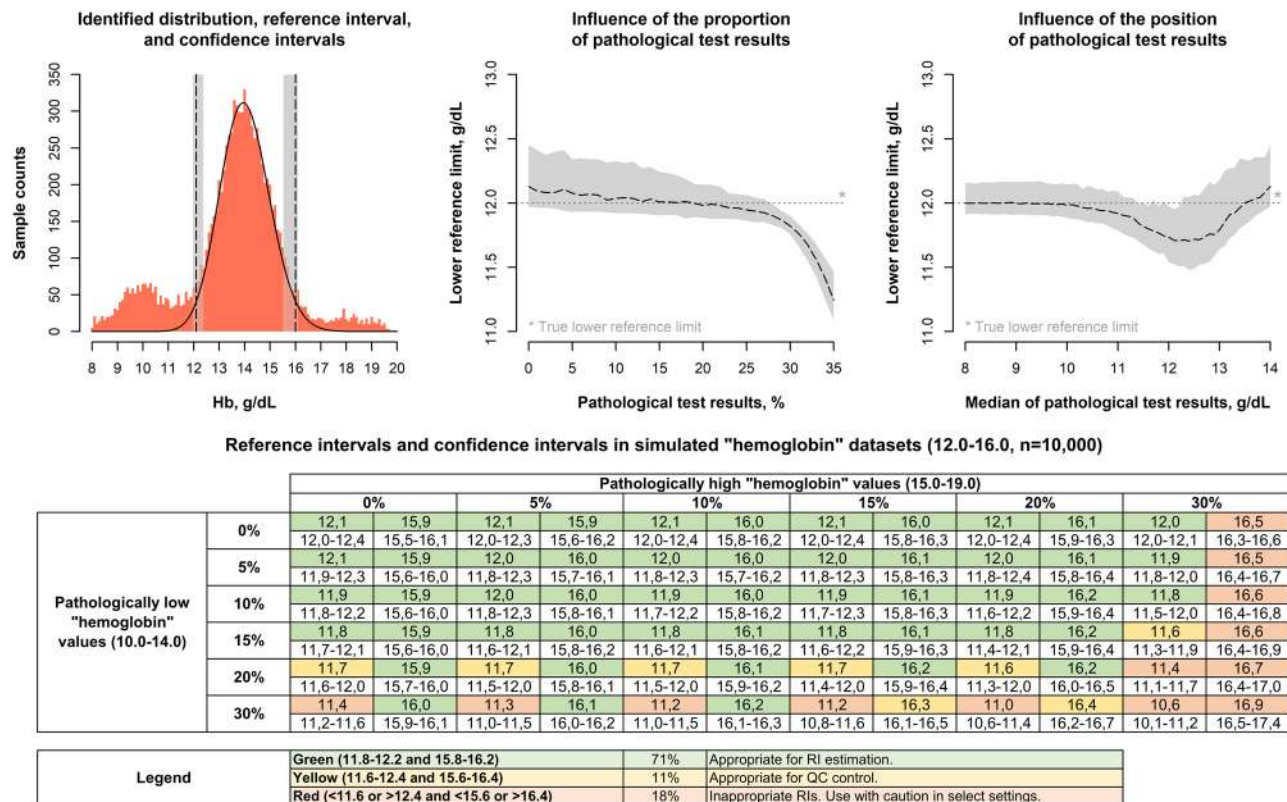 Identified distribution, reference interval,
and confidence intervals
Sample counts
350
300
250
200
150
100
50
0
8 9 10 11 12 13 14 15 16 17 18 19 20
Hb, g/dL
Influence of the proportion
of pathological test results
Lower reference limit, g/dL
13.0
12.5
12.0
11.5
11.0
*
* True lower reference limit
0 5 10 15 20 25 30 35
Pathological test results, %
Influence of the position
of pathological test results
Lower reference limit, g/dL
13.0
12.5
12.0
11.5
11.0
*
* True lower reference limit
8 9 10 11 12 13 14
Median of pathological test results, g/dL
Reference intervals and confidence intervals in simulated "hemoglobin" datasets (12.0-16.0, n=10,000)
Pathologically high "hemoglobin" values (15.0-19.0)
0% 5% 10% 15% 20% 30%
Pathologically low
"hemoglobin"
values (10.0-14.0)
0%
12,1 15,9 12,1 15,9 12,1 16,0 12,1 16,0 12,1 16,1 12,0 16,5
12,0-12,4 15,5-16,1 12,0-12,3 15,6-16,2 12,0-12,4 15,8-16,2 12,0-12,4 15,8-16,3 12,0-12,4 15,9-16,3 12,0-12,1 16,3-16,6
5%
12,1 15,9 12,0 16,0 12,0 16,0 12,0 16,1 12,0 16,1 11,9 16,5
11,9-12,3 15,6-16,0 11,8-12,3 15,7-16,1 11,8-12,3 15,7-16,2 11,8-12,3 15,8-16,3 11,8-12,4 15,8-16,4 11,8-12,0 16,4-16,7
10%
11,9 15,9 12,0 16,0 11,9 16,0 11,9 16,1 11,9 16,2 11,8 16,6
11,8-12,2 15,6-16,0 11,8-12,3 15,8-16,1 11,7-12,2 15,8-16,2 11,7-12,3 15,8-16,3 11,6-12,2 15,9-16,4 11,5-12,0 16,4-16,8
15%
11,8 15,9 11,8 16,0 11,8 16,1 11,8 16,1 11,8 16,2 11,6 16,6
11,7-12,1 15,6-16,0 11,6-12,1 15,8-16,2 11,6-12,1 15,8-16,2 11,6-12,2 15,9-16,3 11,4-12,1 15,9-16,4 11,3-11,9 16,4-16,9
20%
11,7 15,9 11,7 16,0 11,7 16,1 11,7 16,2 11,6 16,2 11,4 16,7
11,6-12,0 15,7-16,0 11,5-12,0 15,8-16,1 11,5-12,0 15,9-16,2 11,4-12,0 15,9-16,4 11,3-12,0 16,0-16,5 11,1-11,7 16,4-17,0
30%
11,4 16,0 11,3 16,1 11,2 16,2 11,2 16,3 11,0 16,4 10,6 16,9
11,2-11,6 15,9-16,1 11,0-11,5 16,0-16,2 11,0-11,5 16,1-16,3 10,8-11,6 16,1-16,5 10,6-11,4 16,2-16,7 10,1-11,2 16,5-17,4
Legend
Green (11.8-12.2 and 15.8-16.2) 71% Appropriate for RI estimation.
Yellow (11.6-12.4 and 15.6-16.4) 11% Appropriate for QC control.
Red (<11.6 or >12.4 and <15.6 or >16.4) 18% Inappropriate RIs. Use with caution in select settings.